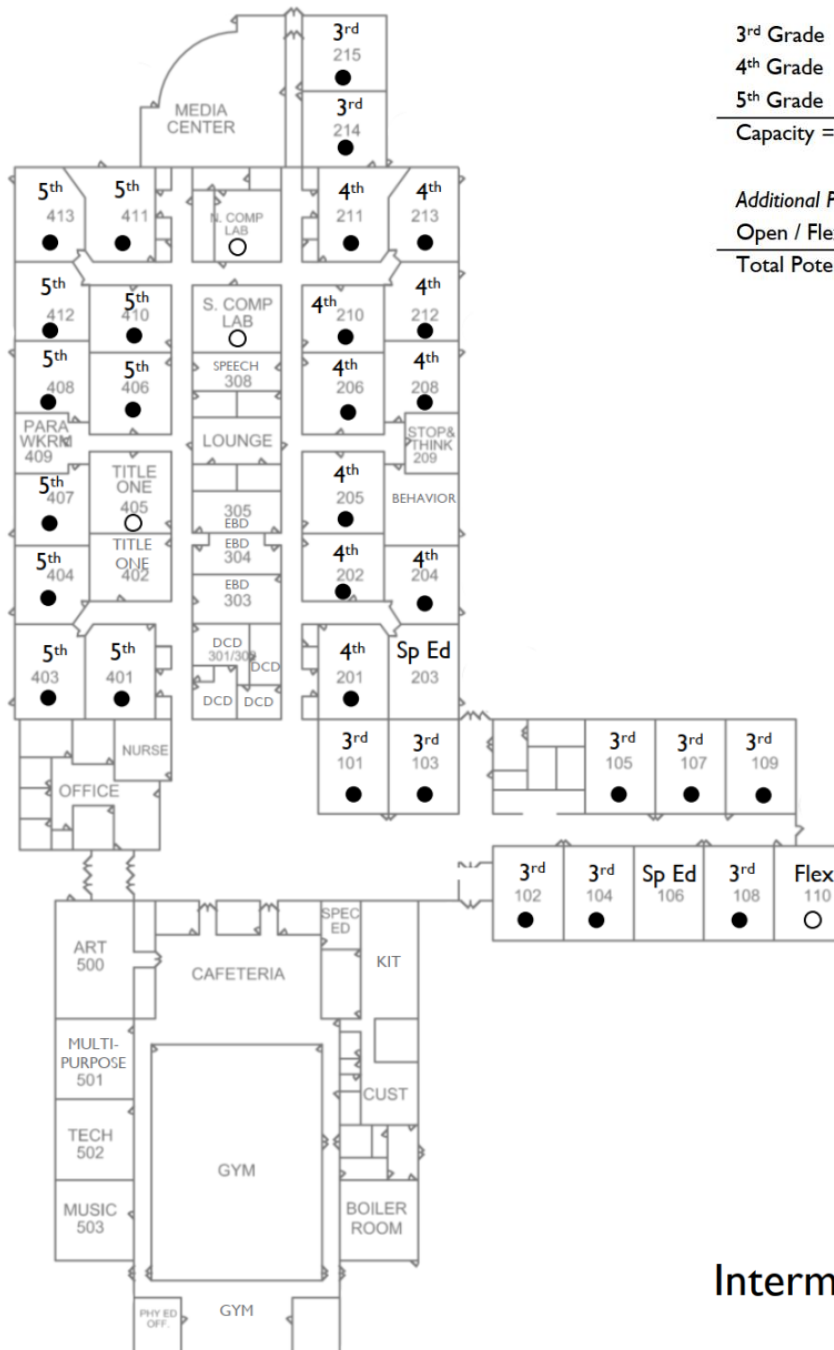 3rd
215
3rd Grade
4th Grade
5th Grade
Capacity =
3rd
214
MEDIA
CENTER
5th
413
5th
411
N. COMP
LAB
4th
211
4th
213
Additional P
Open / Flex
Total Pote
5th
412
5th
410
S. COMP
LAB
4th
210
4th
212
5th
408
5th
406
SPEECH
308
4th
206
4th
208
PARA
WKRM
409
LOUNGE
STOP&
THINK
209
5th
407
TITLE
ONE
405
305
EBD
4th
205
BEHAVIOR
5th
404
TITLE
ONE
402
EBD
304
EBD
303
4th
202
4th
204
5th
403
5th
401
DCD
DCD
DCD
DCD
4th
201
Sp Ed
203
NURSE
OFFICE
3rd
101
3rd
103
3rd
105
3rd
107
3rd
109
3rd
102
3rd
104
Sp Ed
106
3rd
108
Flex
110
ART
500
SPEC
ED
CAFETERIA
KIT
MULTI-
PURPOSE
501
CUST
TECH
502
GYM
MUSIC
503
BOILER
ROOM
Interm
PHY ED
OFF.
GYM